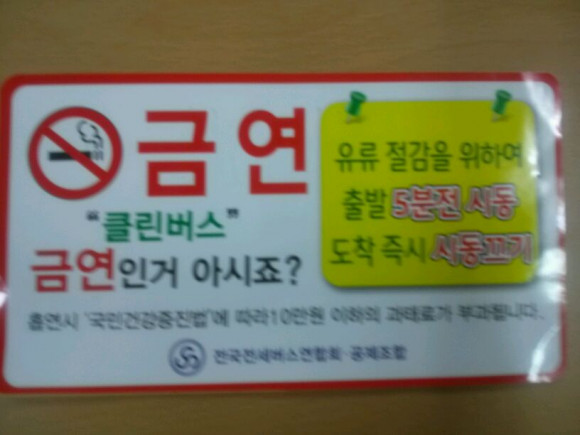 금연
"클린버스"
금연인거 아시죠?
유류 절감을 위하여
출발 5분전 시동
도착 즉시 시동끄기
흡연시 '국민건강증진법'에 따라 10만원 이하의 과태료가 부과됩니다.
전국전세버스연합회·공제조합